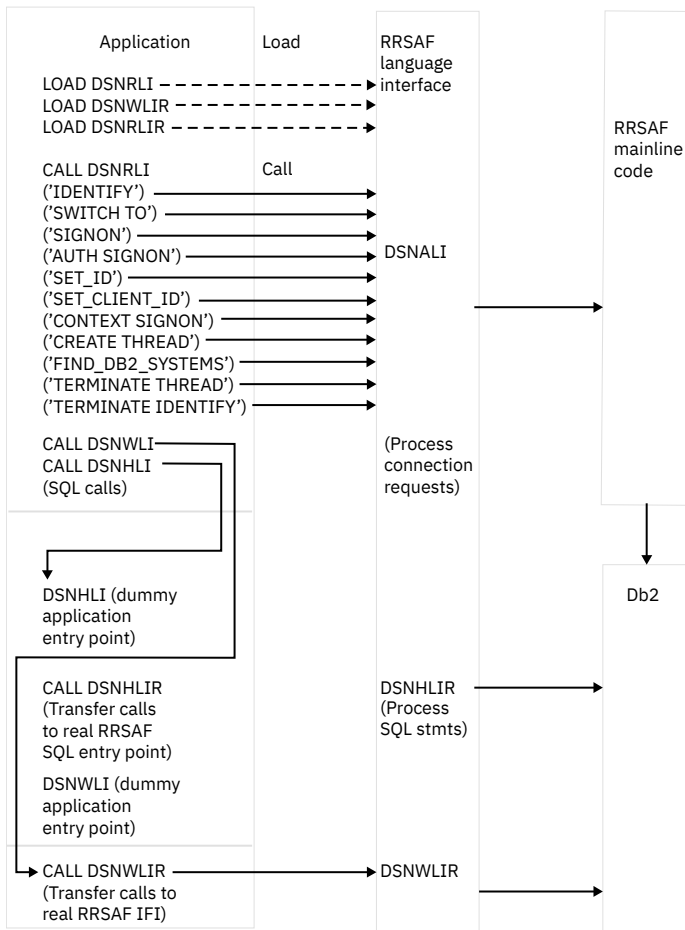 Application
Load
RRSAF
language
interface
LOAD DSNRLI
LOAD DSNWLIR
LOAD DSNRLIR
RRSAF
mainline
code
CALL DSNRLI
Call
('IDENTIFY’)
('SWITCH TO’)
('SIGNON’)
('AUTH SIGNON’)
('SET_ID’)
('SET_CLIENT_ID’)
('CONTEXT SIGNON’)
('CREATE THREAD’)
('FIND_DB2_SYSTEMS’)
('TERMINATE THREAD’)
('TERMINATE IDENTIFY’)
DSNALI
CALL DSNWLI
CALL DSNHLI
(SQL calls)
(Process
connection
requests)
DSNHLI (dummy
application
entry point)
Db2
CALL DSNHLIR
(Transfer calls
to real RRSAF
SQL entry point)
DSNHLIR
(Process
SQL stmts)
DSNWLI (dummy
application
entry point)
CALL DSNWLIR
(Transfer calls to
real RRSAF IFI)
DSNWLIR